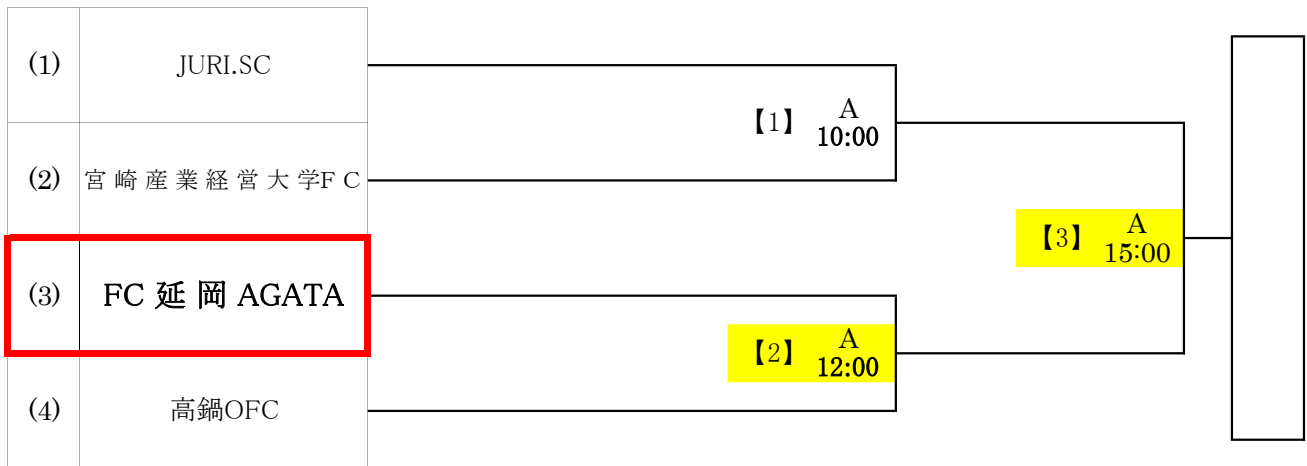 (1) JURI.SC
【1】 A
10:00
(2) 宮崎産業経営大学FC
【3】 A
15:00
(3) FC 延岡 AGATA
【2】 A
12:00
(4) 高鍋OFC